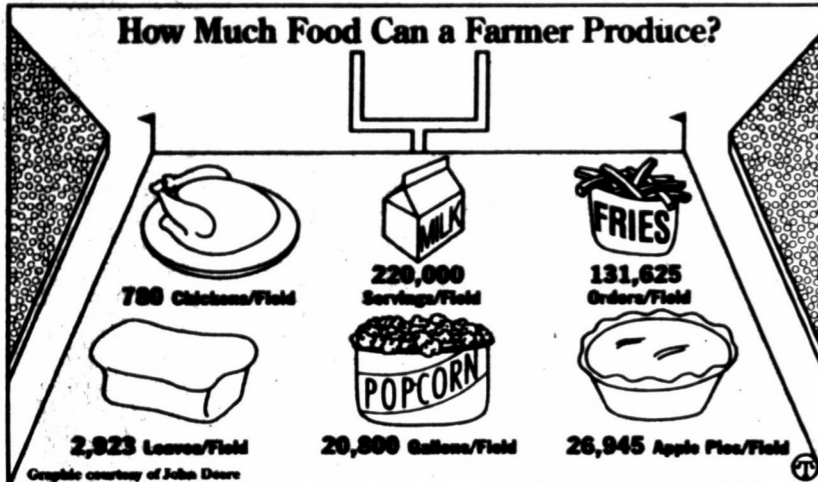 How Much Food Can a Farmer Produce?
MILK
FRIES
780 Chickens/Field
220,000
Servings/Field
131,625
Orders/Field
POPCORN
2,923 Loaves/Field
20,800 Gallons/Field
26,945 Apple Pies/Field
Graphic courtesy of John Deere